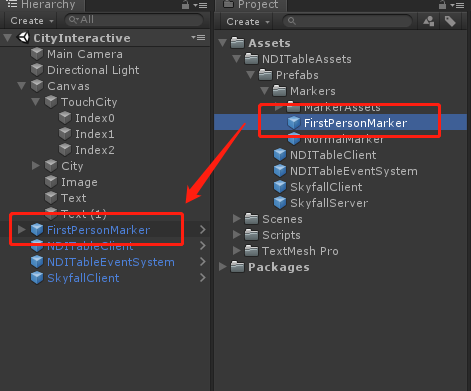 Hierarchy
Create
All
CityInteractive
Main Camera
Directional Light
Canvas
TouchCity
Index0
Index1
Index2
City
Image
Text
Text (1)
FirstPersonMarker
NDITableClient
NDITableEventSystem
SkyfallClient
Project
Create
Assets
NDITableAssets
Prefabs
Markers
MarkerAssets
FirstPersonMarker
NormalMarker
NDITableClient
NDITableEventSystem
SkyfallClient
SkyfallServer
Scenes
Scripts
TextMesh Pro
Packages